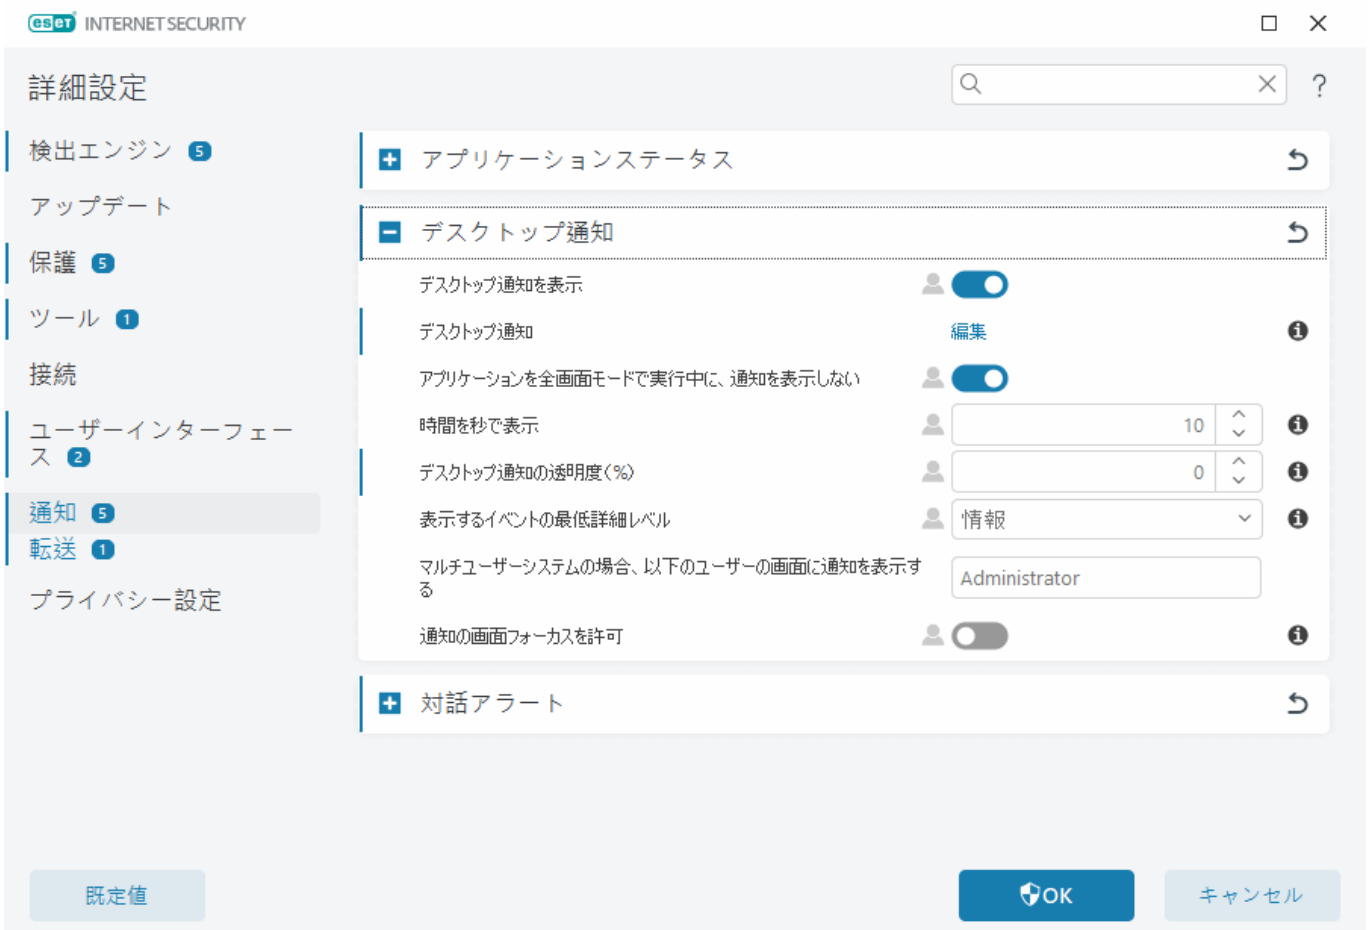 eset INTERNET SECURITY
詳細設定
?
検出エンジン 5
アップデート
保護 5
ツール 1
接続
ユーザーインターフェー
ス 2
通知 5
転送 1
プライバシー設定
アプリケーションステータス
デスクトップ通知
デスクトップ通知を表示
デスクトップ通知 編集
アプリケーションを全画面モードで実行中に、通知を表示しない
時間を秒で表示 10
デスクトップ通知の透明度(%) 0
表示するイベントの最低詳細レベル 情報
マルチユーザーシステムの場合、以下のユーザーの画面に通知を表示す
る
Administrator
通知の画面フォーカスを許可
対話アラート
既定値
OK
キャンセル